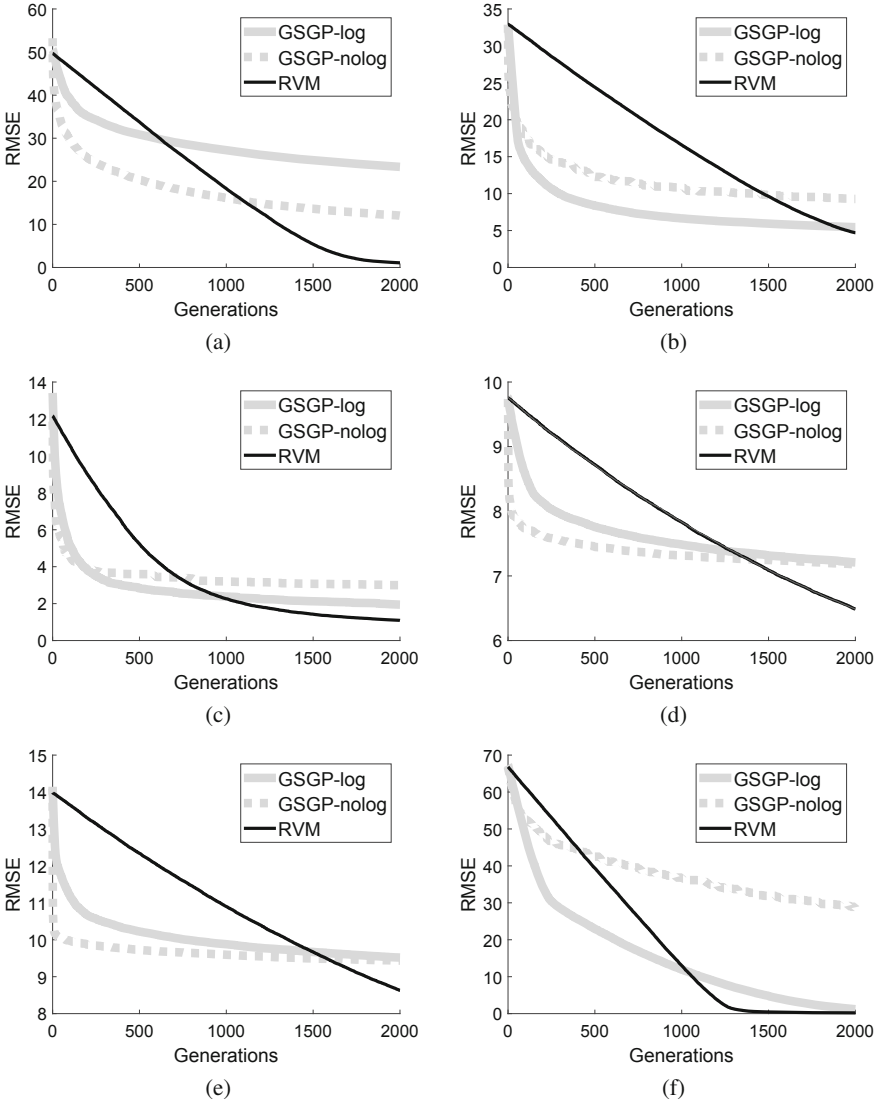 60
50
40
30
20
10
0
RMSE
GSGP-log
GSGP-nolog
RVM
0 500 1000 1500 2000
Generations
(a)
35
30
25
20
15
10
5
0
RMSE
GSGP-log
GSGP-nolog
RVM
0 500 1000 1500 2000
Generations
(b)
14
12
10
8
6
4
2
0
RMSE
GSGP-log
GSGP-nolog
RVM
0 500 1000 1500 2000
Generations
(c)
10
9
8
7
6
RMSE
GSGP-log
GSGP-nolog
RVM
0 500 1000 1500 2000
Generations
(d)
15
14
13
12
11
10
9
8
RMSE
GSGP-log
GSGP-nolog
RVM
0 500 1000 1500 2000
Generations
(e)
70
60
50
40
30
20
10
0
RMSE
GSGP-log
GSGP-nolog
RVM
0 500 1000 1500 2000
Generations
(f)